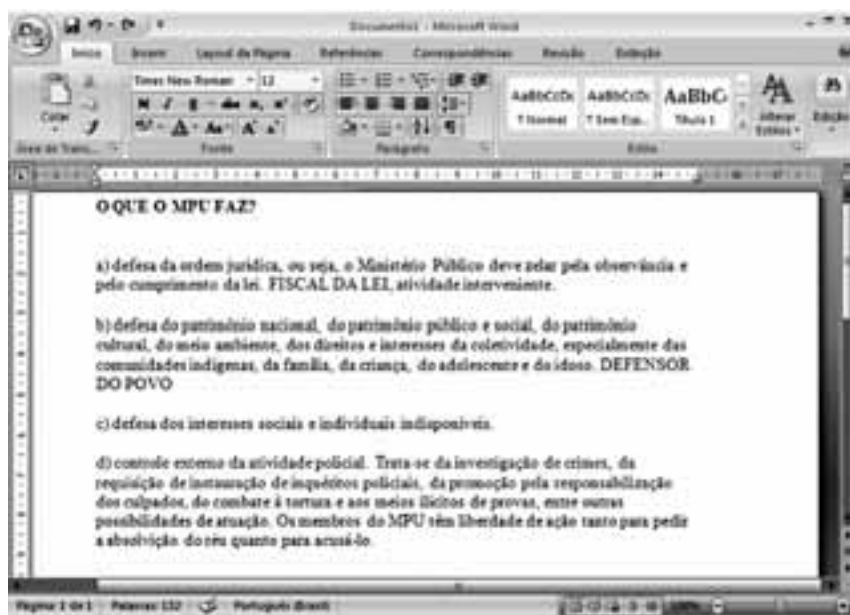 Documento1 - Microsoft Word
Início Inserir Layout da Página Referências Correspondências Revisão Exibição
Times New Roman 12
Colar
AaBbCcDc AaBbCcDc AaBbC
¶ Normal ¶ Sem Esp... Título 1
Alterar Estilos
Edição
Área de Trans... Fonte Parágrafo Estilo
O QUE O MPU FAZ?
a) defesa da ordem jurídica, ou seja, o Ministério Público deve zelar pela observância e
pelo cumprimento da lei. FISCAL DA LEI, atividade interveniente.
b) defesa do patrimônio nacional, do patrimônio público e social, do patrimônio
cultural, do meio ambiente, dos direitos e interesses da coletividade, especialmente das
comunidades indígenas, da família, da criança, do adolescente e do idoso. DEFENSOR
DO POVO
c) defesa dos interesses sociais e individuais indisponíveis.
d) controle externo da atividade policial. Trata-se da investigação de crimes, da
requisição de instauração de inquéritos policiais, da promoção pela responsabilização
dos culpados, do combate à tortura e aos meios ilícitos de provas, entre outras
possibilidades de atuação. Os membros do MPU têm liberdade de ação tanto para pedir
a absolvição do réu quanto para acusá-lo.
Página 1 de 1 Palavras: 132 Português (Brasil)